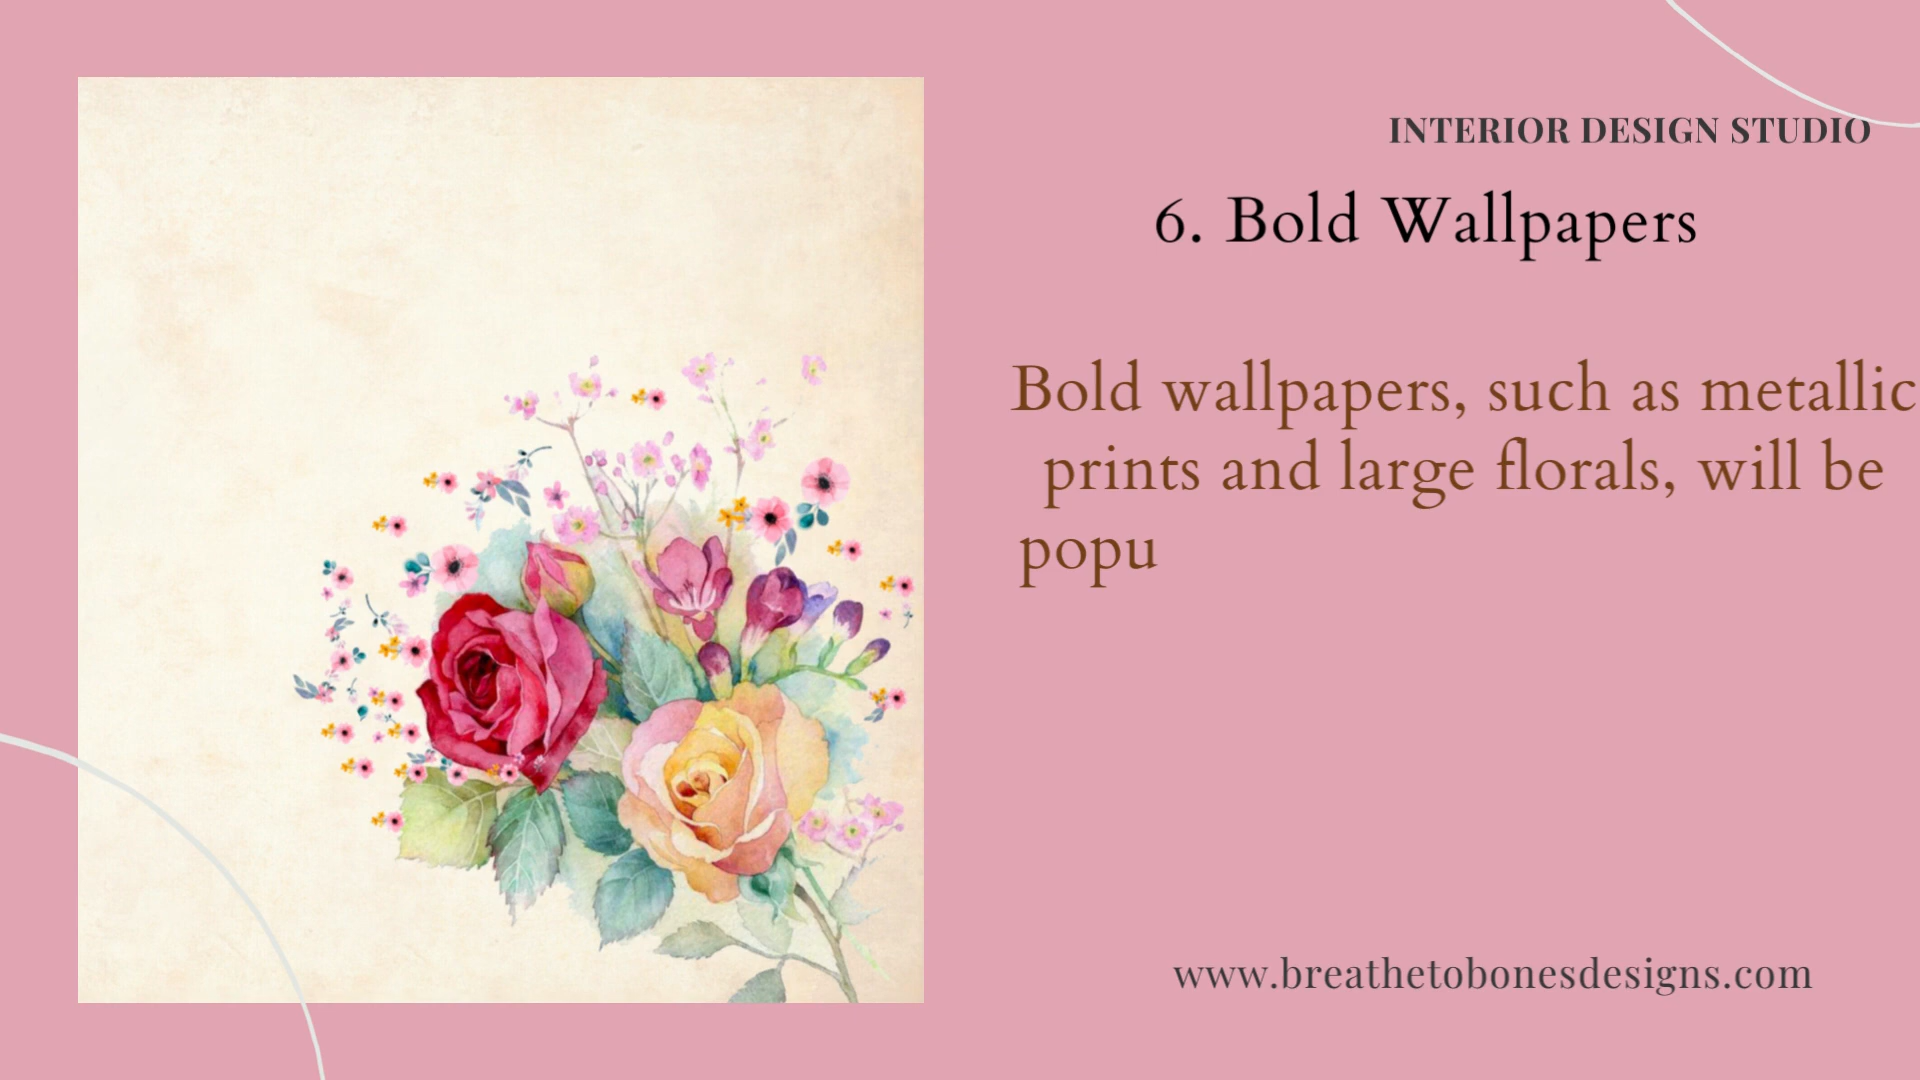 INTERIOR DESIGN STUDIO
6. Bold Wallpapers
Bold wallpapers, such as metallic
prints and large florals, will be
popu
www.breathetobonesdesigns.com